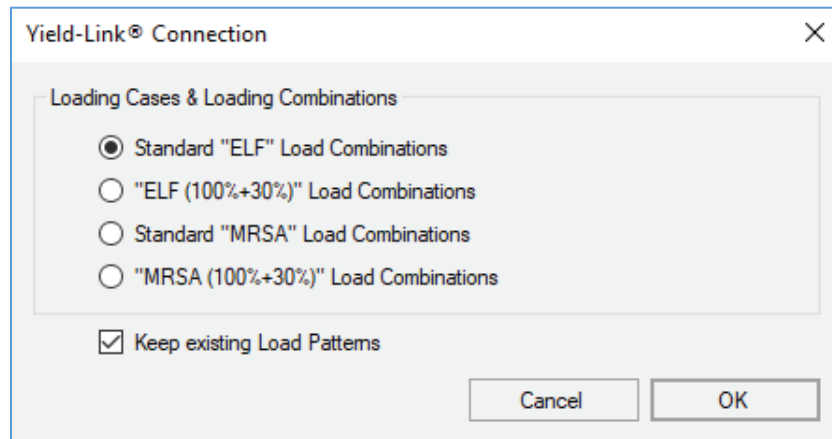 Yield-Link® Connection
Loading Cases & Loading Combinations
Standard "ELF" Load Combinations
"ELF (100%+30%)" Load Combinations
Standard "MRSA" Load Combinations
"MRSA (100%+30%)" Load Combinations
Keep existing Load Patterns
Cancel OK